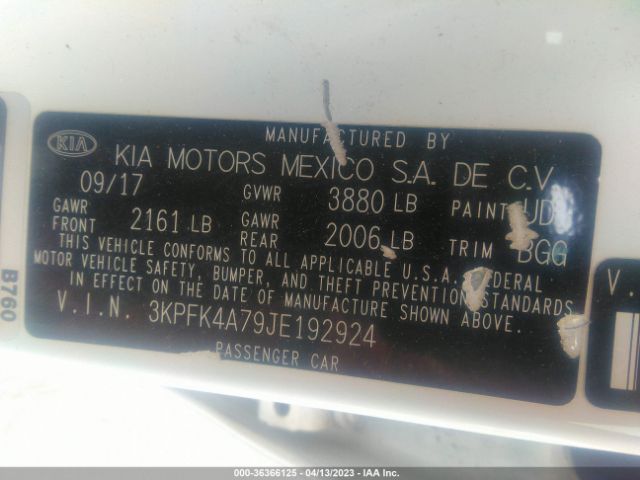 KIA
MANUFACTURED BY
KIA MOTORS MEXICO S.A. DE C.V.
09/17 GVWR 3880 LB PAINT UD
GAWR FRONT 2161 LB GAWR REAR 2006 LB TRIM BGG
THIS VEHICLE CONFORMS TO ALL APPLICABLE U.S.A. FEDERAL
MOTOR VEHICLE SAFETY, BUMPER, AND THEFT PREVENTION STANDARDS
IN EFFECT ON THE DATE OF MANUFACTURE SHOWN ABOVE.
V.I.N. 3KPFK4A79JE192924
PASSENGER CAR
B760
V.
000-36366125 - 04/13/2023 - IAA Inc.